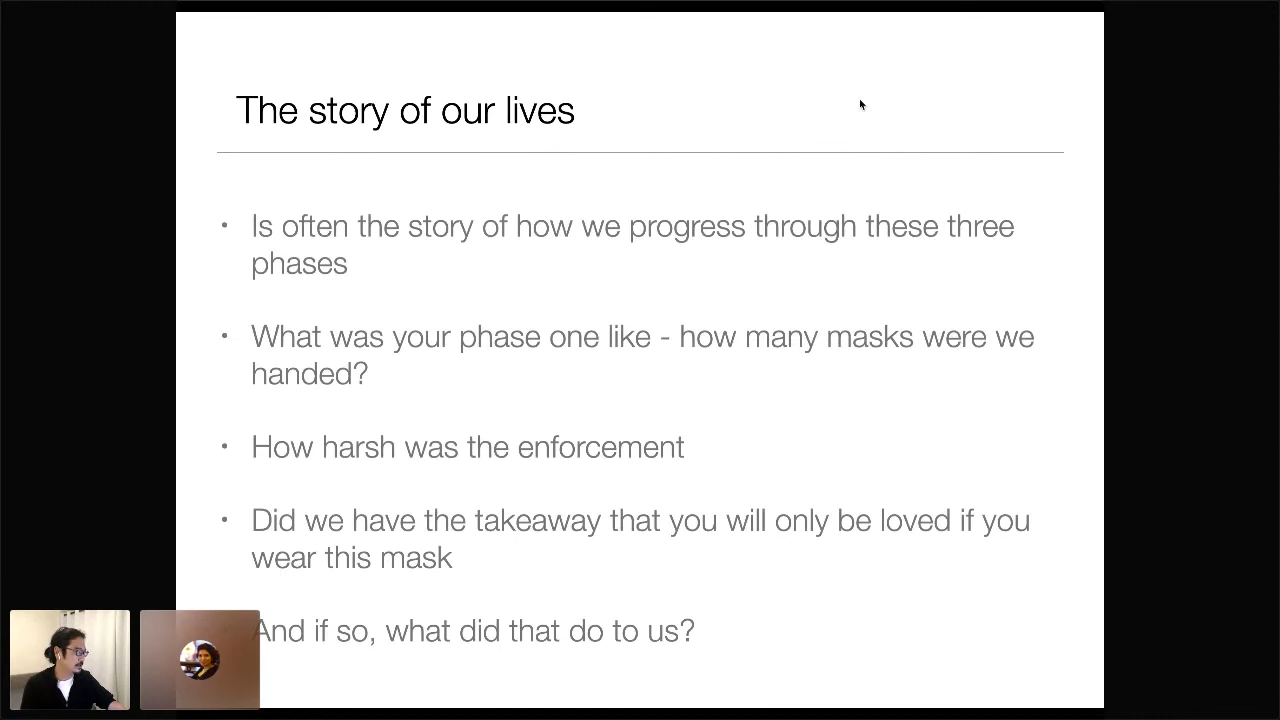 The story of our lives
• Is often the story of how we progress through these three
phases
• What was your phase one like - how many masks were we
handed?
• How harsh was the enforcement
• Did we have the takeaway that you will only be loved if you
wear this mask
And if so, what did that do to us?